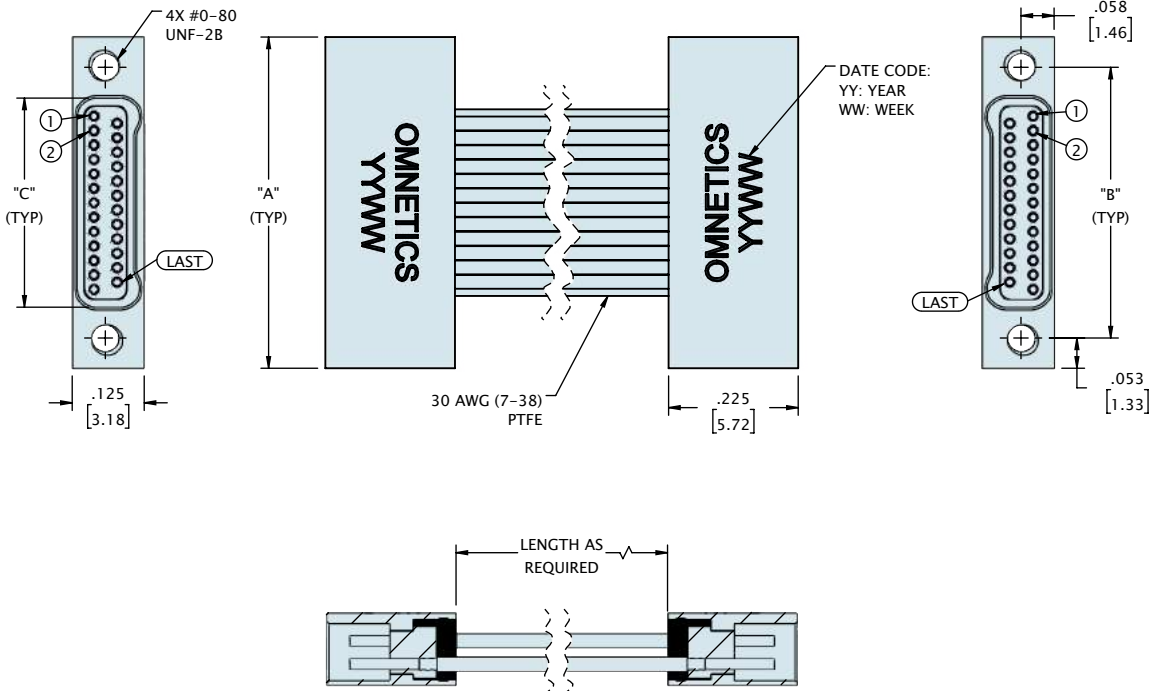 4X #0-80
UNF-2B
1
2
"C"
(TYP)
LAST
.125
[3.18]
"A"
(TYP)
OMNETICS
YYWW
30 AWG (7-38)
PTFE
OMNETICS
YYWW
DATE CODE:
YY: YEAR
WW: WEEK
.225
[5.72]
.058
[1.46]
1
2
"B"
(TYP)
LAST
.053
[1.33]
LENGTH AS
REQUIRED